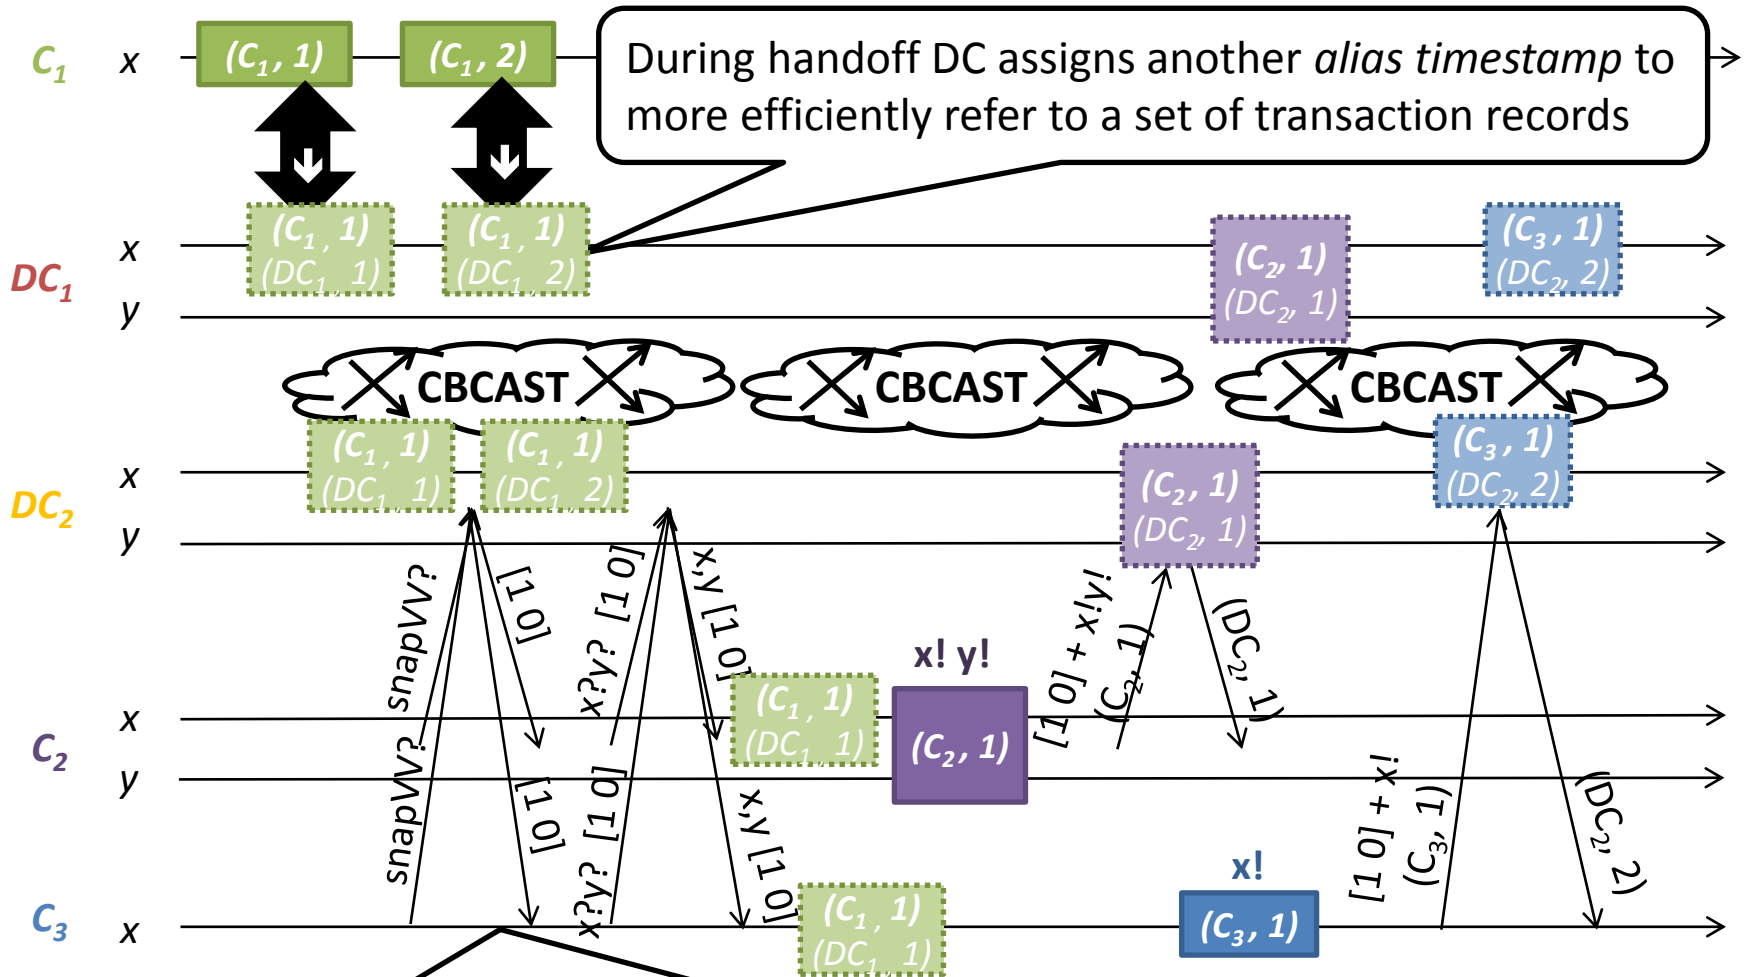 C1 x (C1, 1) (C1, 2)
During handoff DC assigns another alias timestamp to
more efficiently refer to a set of transaction records
(C1, 1) (C1, 1) (C2, 1) (C3, 1)
(DC1, 1) (DC1, 2) (DC2, 1) (DC2, 2)
x
DC1
y
CBCAST CBCAST CBCAST
(C1, 1) (C1, 1) (C2, 1) (C3, 1)
(DC1, 1) (DC1, 2) (DC2, 1) (DC2, 2)
x
DC2
y
snapVV? [1 0] x?y? [1 0] x,y [1 0]
[1 0] + x!y!
(C2, 1)
(DC2, 1)
x! y!
(C1, 1)
(DC1, 1)
(C2, 1)
x
C2
y
snapVV? [1 0] x?y? [1 0] x,y [1 0]
[1 0] + x!
(C3, 1)
(DC2, 2)
x!
C3 x
(C1, 1)
(DC1, 1)
(C3, 1)